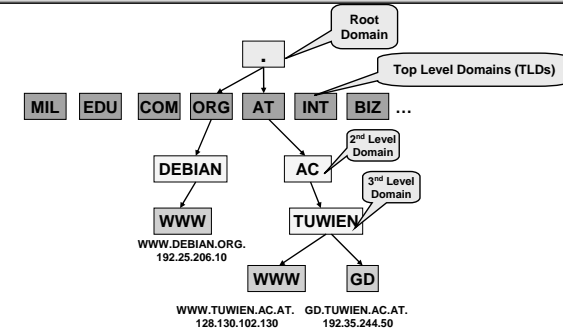 Root
Domain
.
Top Level Domains (TLDs)
MIL EDU COM ORG AT INT BIZ ...
2nd Level
Domain
DEBIAN AC
3nd Level
Domain
WWW TUWIEN
WWW.DEBIAN.ORG.
192.25.206.10
WWW GD
WWW.TUWIEN.AC.AT. GD.TUWIEN.AC.AT.
128.130.102.130 192.35.244.50